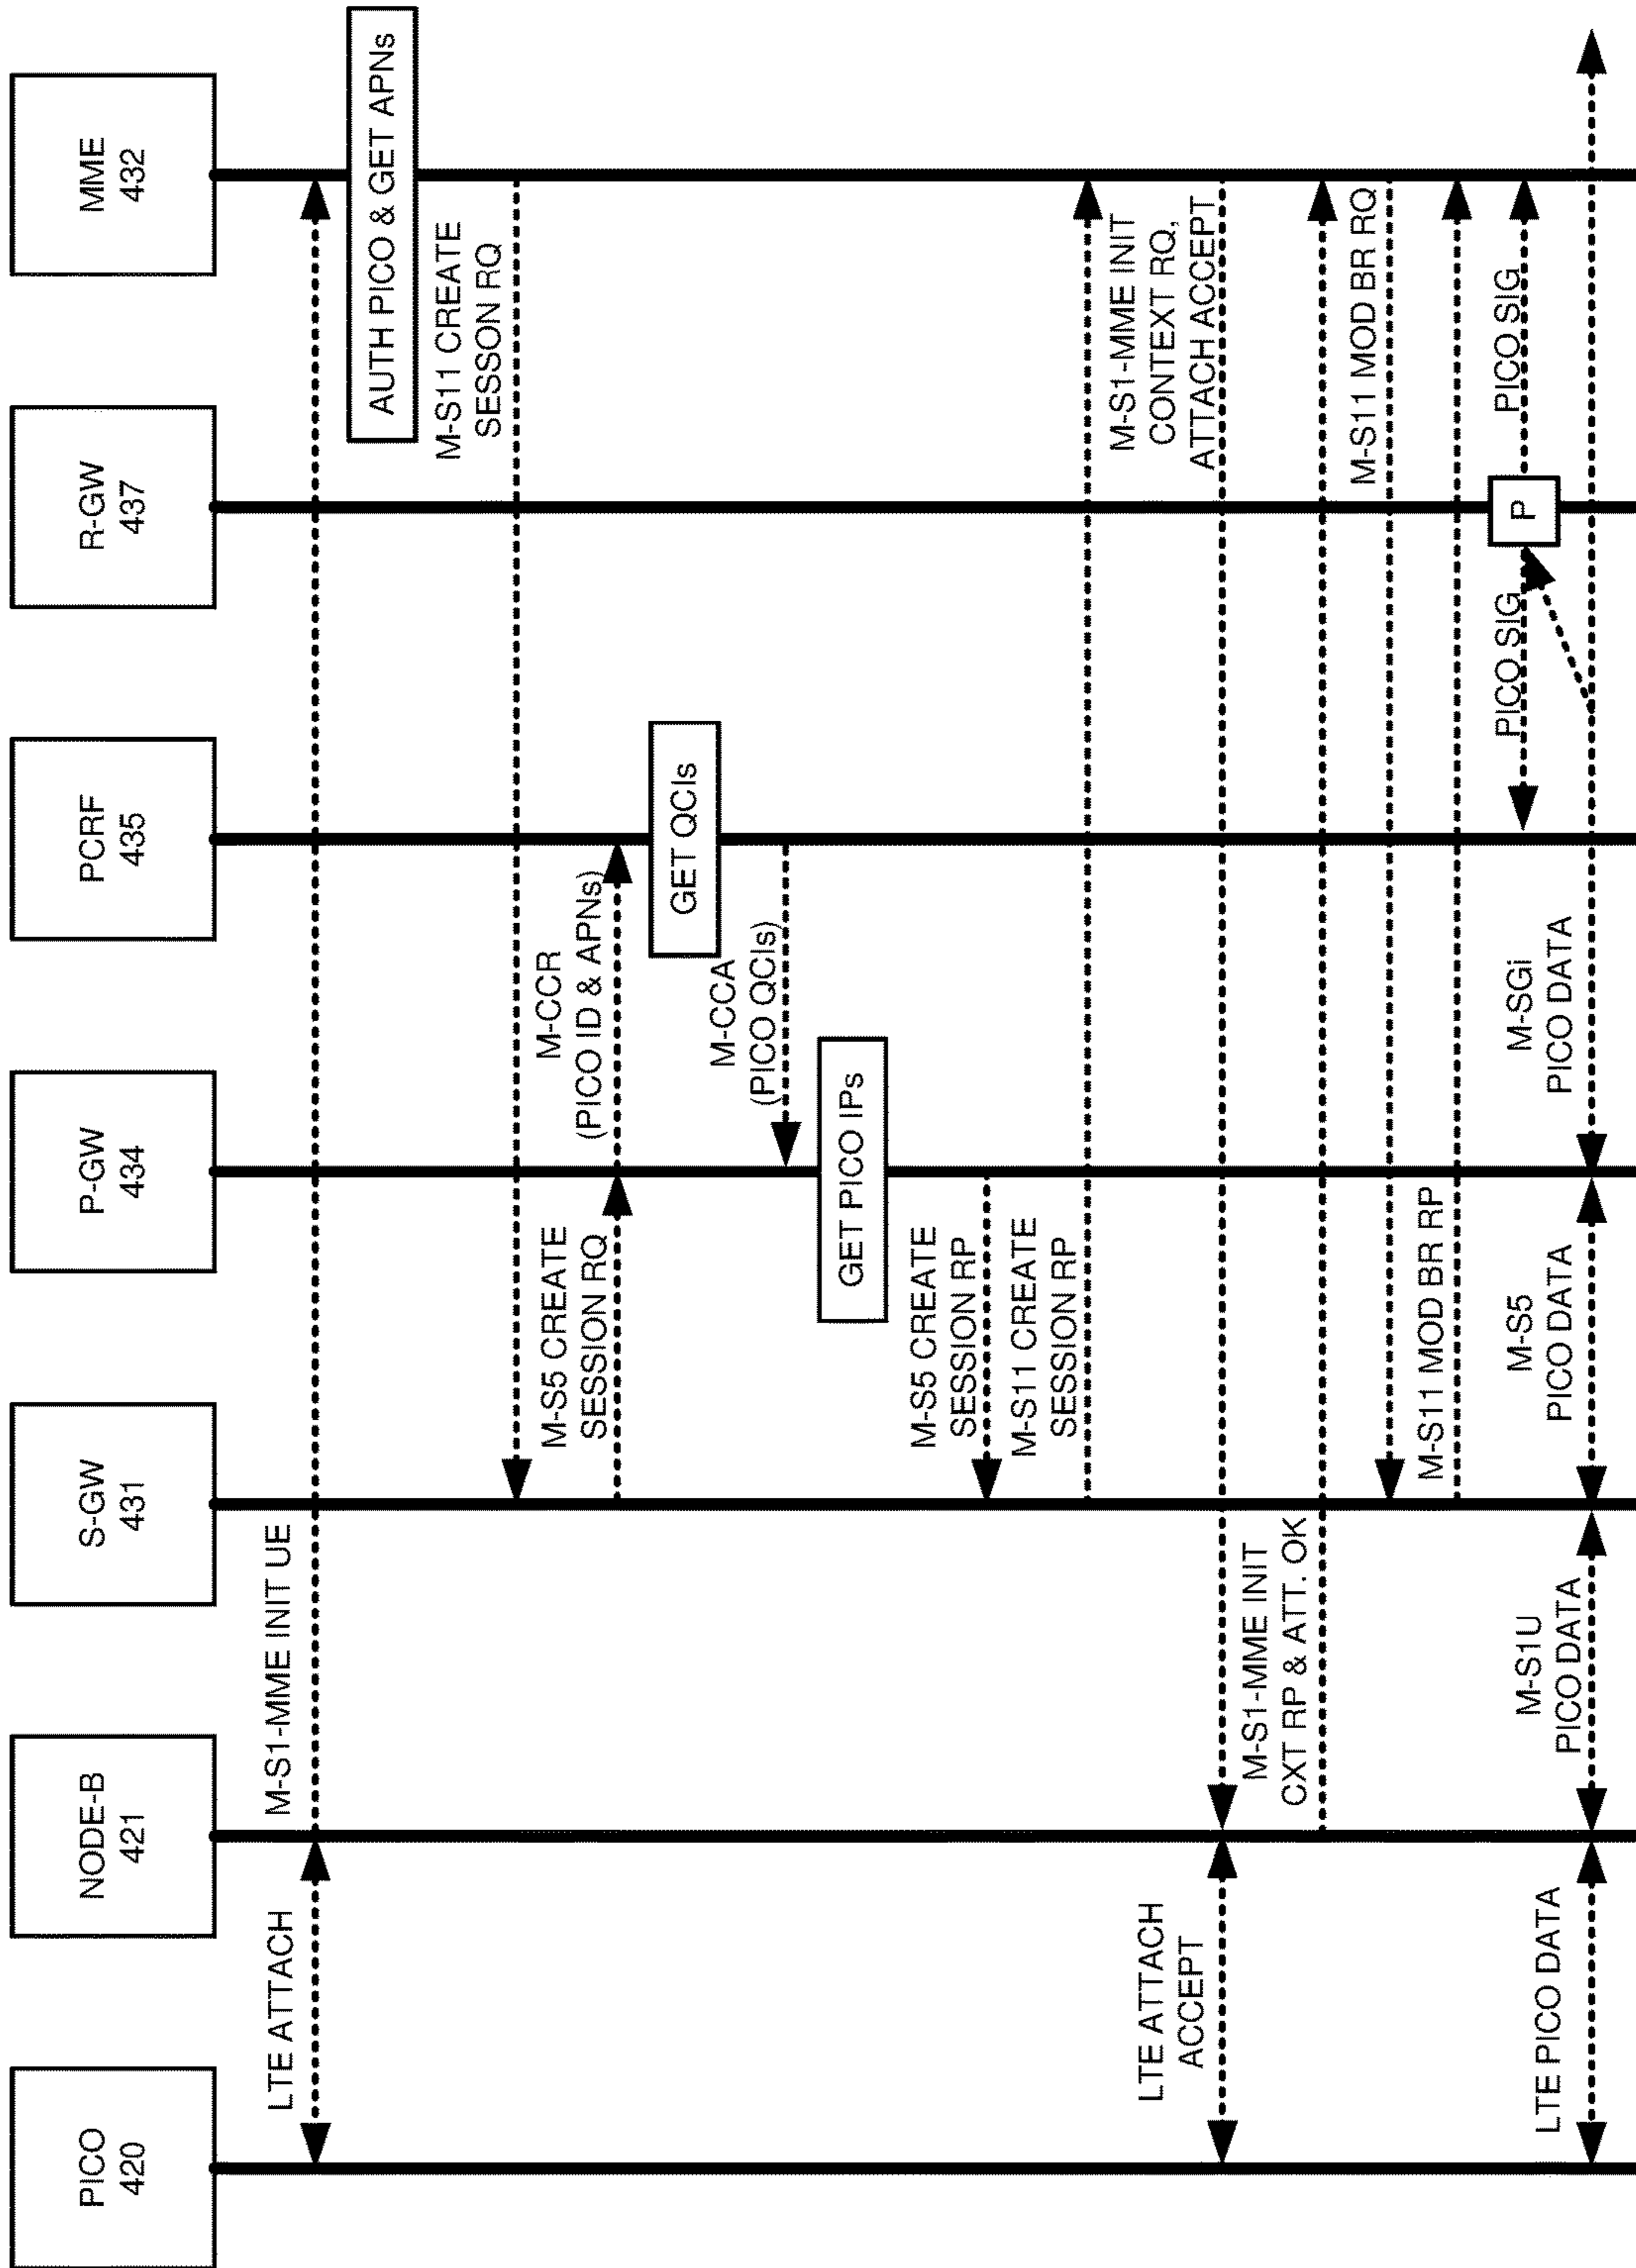 PICO
420
NODE-B
421
S-GW
431
P-GW
434
PCRF
435
R-GW
437
MME
432
LTE ATTACH
M-S1-MME INIT UE
AUTH PICO & GET APNs
M-S11 CREATE
SESSON RQ
M-S5 CREATE
SESSION RQ
M-CCR
(PICO ID & APNs)
GET QCIs
M-CCA
(PICO QCIs)
GET PICO IPs
M-S5 CREATE
SESSION RP
M-S11 CREATE
SESSION RP
M-S1-MME INIT
CONTEXT RQ,
ATTACH ACCEPT
LTE ATTACH
ACCEPT
M-S1-MME INIT
CXT RP & ATT. OK
M-S11 MOD BR RQ
M-S11 MOD BR RP
PICO SIG
P
PICO SIG
LTE PICO DATA
M-S1U
PICO DATA
M-S5
PICO DATA
M-SGi
PICO DATA